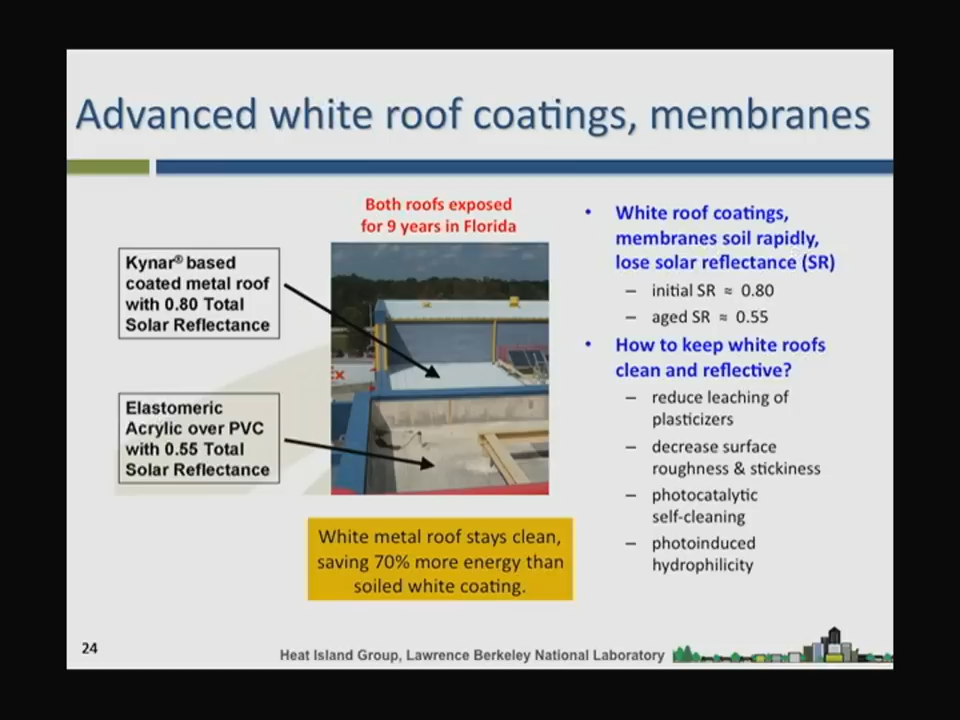 Advanced white roof coatings, membranes
Both roofs exposed
for 9 years in Florida
Kynar® based
coated metal roof
with 0.80 Total
Solar Reflectance
Elastomeric
Acrylic over PVC
with 0.55 Total
Solar Reflectance
White metal roof stays clean,
saving 70% more energy than
soiled white coating.
• White roof coatings,
membranes soil rapidly,
lose solar reflectance (SR)
– initial SR ≈ 0.80
– aged SR ≈ 0.55
• How to keep white roofs
clean and reflective?
– reduce leaching of
plasticizers
– decrease surface
roughness & stickiness
– photocatalytic
self-cleaning
– photoinduced
hydrophilicity
24
Heat Island Group, Lawrence Berkeley National Laboratory